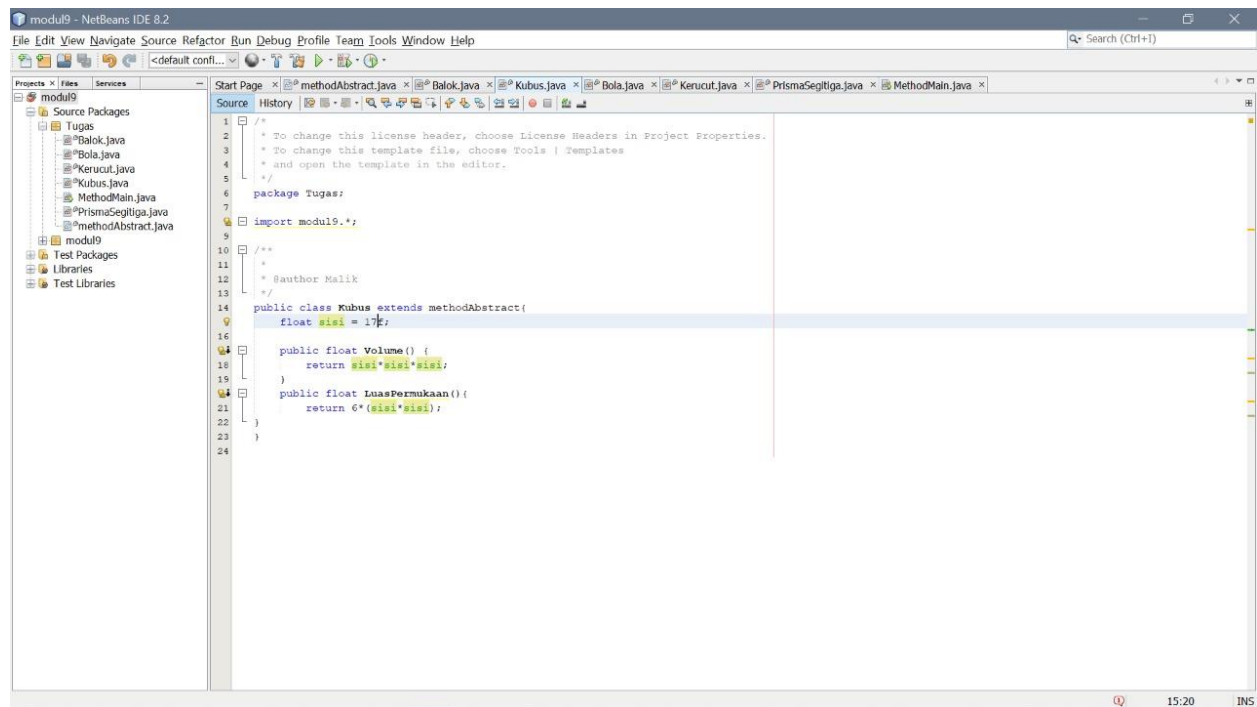 modul9 - NetBeans IDE 8.2
File Edit View Navigate Source Refactor Run Debug Profile Team Tools Window Help
Search (Ctrl+I)
<default confi...
Projects × Files Services
Start Page × methodAbstract.java × Balok.java × Kubus.java × Bola.java × Kerucut.java × PrismaSegitiga.java × MethodMain.java ×
Source History
modul9
Source Packages
Tugas
Balok.java
Bola.java
Kerucut.java
Kubus.java
MethodMain.java
PrismaSegitiga.java
methodAbstract.java
modul9
Test Packages
Libraries
Test Libraries
1 /*
2 * To change this license header, choose License Headers in Project Properties.
3 * To change this template file, choose Tools | Templates
4 * and open the template in the editor.
5 */
6 package Tugas;
7
import modul9.*;
9
10 /**
11 *
12 * @author Malik
13 */
14 public class Kubus extends methodAbstract{
float sisi = 17f;
16
public float Volume() {
18 return sisi*sisi*sisi;
19 }
public float LuasPermukaan(){
21 return 6*(sisi*sisi);
22 }
23 }
24
15:20 INS